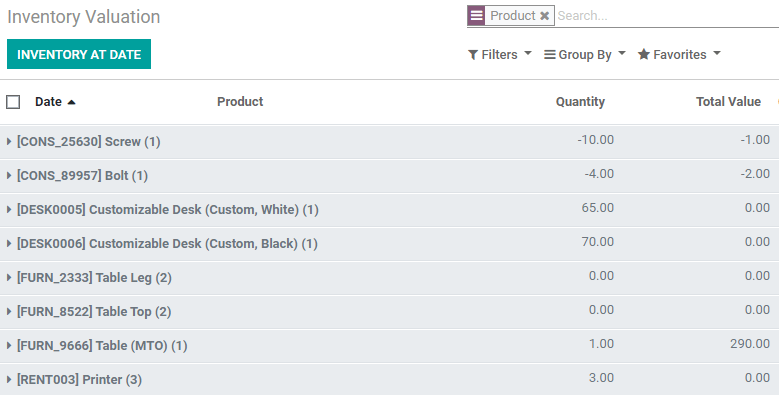 Inventory Valuation
Product Search...
INVENTORY AT DATE
Filters Group By Favorites
Date Product Quantity Total Value
[CONS_25630] Screw (1) -10.00 -1.00
[CONS_89957] Bolt (1) -4.00 -2.00
[DESK0005] Customizable Desk (Custom, White) (1) 65.00 0.00
[DESK0006] Customizable Desk (Custom, Black) (1) 70.00 0.00
[FURN_2333] Table Leg (2) 0.00 0.00
[FURN_8522] Table Top (2) 0.00 0.00
[FURN_9666] Table (MTO) (1) 1.00 290.00
[RENT003] Printer (3) 3.00 0.00